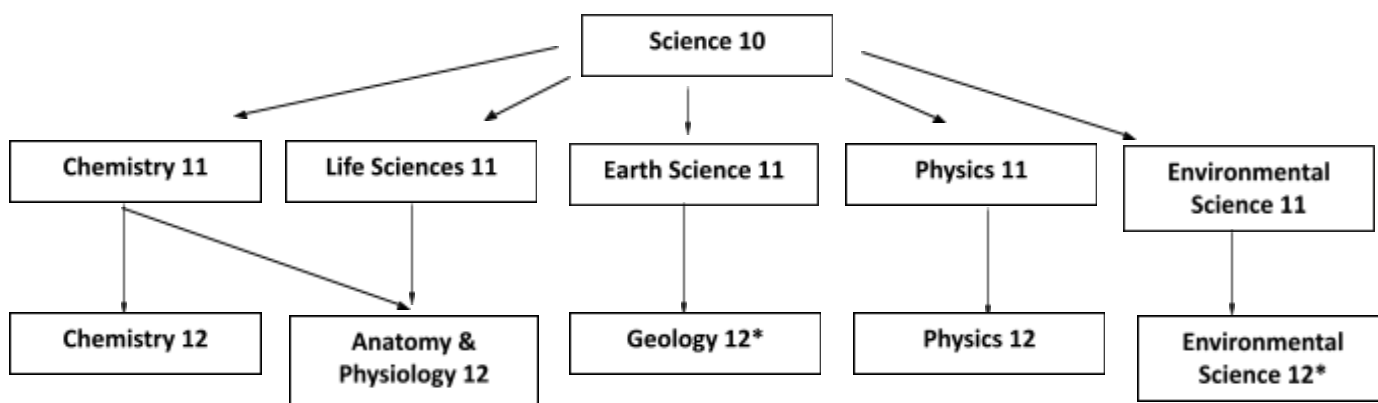 Science 10
Chemistry 11
Life Sciences 11
Earth Science 11
Physics 11
Environmental
Science 11
Chemistry 12
Anatomy &
Physiology 12
Geology 12*
Physics 12
Environmental
Science 12*